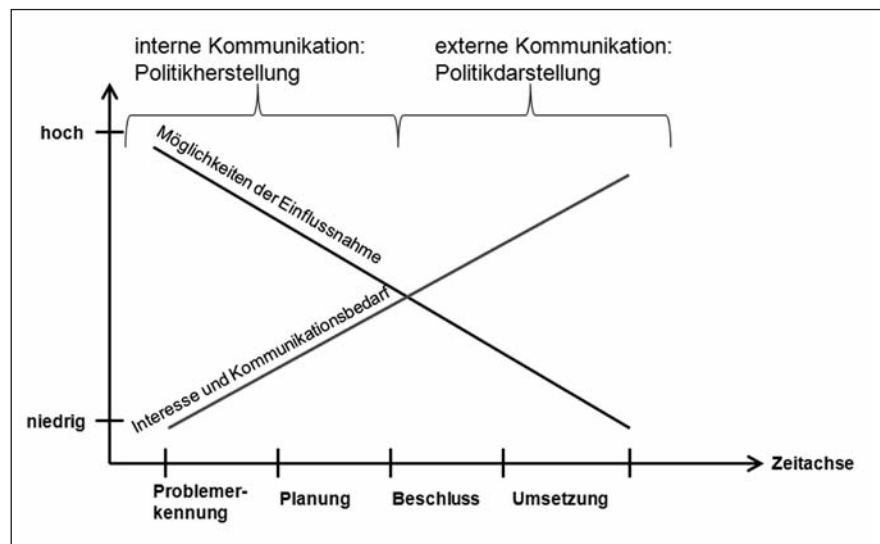 interne Kommunikation:
Politikherstellung
externe Kommunikation:
Politikdarstellung
hoch
Möglichkeiten der Einflussnahme
Interesse und Kommunikationsbedarf
niedrig
Zeitachse
Problemer-
kennung
Planung
Beschluss
Umsetzung